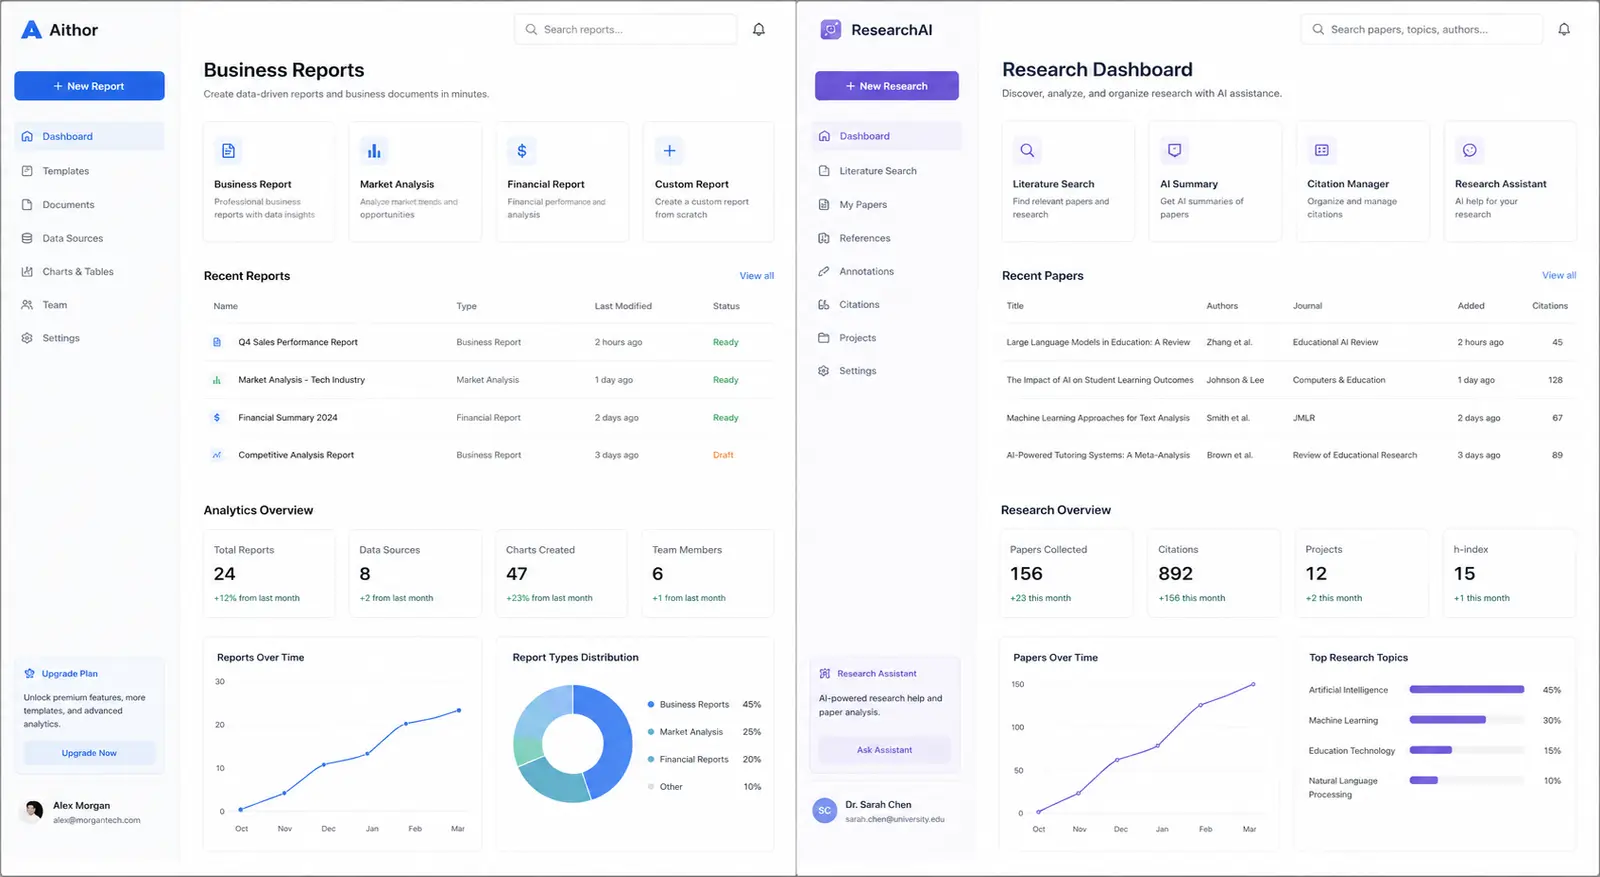 Aithor
Search reports...
+ New Report
Dashboard
Templates
Documents
Data Sources
Charts & Tables
Team
Settings
Upgrade Plan
Unlock premium features, more
templates, and advanced
analytics.
Upgrade Now
Alex Morgan
alex@morgantech.com
Business Reports
Create data-driven reports and business documents in minutes.
Business Report
Professional business
reports with data insights
Market Analysis
Analyze market trends and
opportunities
Financial Report
Financial performance and
analysis
Custom Report
Create a custom report
from scratch
Recent Reports
View all
Name Type Last Modified Status
Q4 Sales Performance Report Business Report 2 hours ago Ready
Market Analysis - Tech Industry Market Analysis 1 day ago Ready
Financial Summary 2024 Financial Report 2 days ago Ready
Competitive Analysis Report Business Report 3 days ago Draft
Analytics Overview
Total Reports
24
+12% from last month
Data Sources
8
+2 from last month
Charts Created
47
+23% from last month
Team Members
6
+1 from last month
Reports Over Time
30
20
10
0
Oct Nov Dec Jan Feb Mar
Report Types Distribution
Business Reports 45%
Market Analysis 25%
Financial Reports 20%
Other 10%
ResearchAI
Search papers, topics, authors...
+ New Research
Dashboard
Literature Search
My Papers
References
Annotations
Citations
Projects
Settings
Research Assistant
AI-powered research help and
paper analysis.
Ask Assistant
SC
Dr. Sarah Chen
sarah.chen@university.edu
Research Dashboard
Discover, analyze, and organize research with AI assistance.
Literature Search
Find relevant papers and
research
AI Summary
Get AI summaries of
papers
Citation Manager
Organize and manage
citations
Research Assistant
AI help for your
research
Recent Papers
View all
Title Authors Journal Added Citations
Large Language Models in Education: A Review Zhang et al. Educational AI Review 2 hours ago 45
The Impact of AI on Student Learning Outcomes Johnson & Lee Computers & Education 1 day ago 128
Machine Learning Approaches for Text Analysis Smith et al. JMLR 2 days ago 67
AI-Powered Tutoring Systems: A Meta-Analysis Brown et al. Review of Educational Research 3 days ago 89
Research Overview
Papers Collected
156
+23 this month
Citations
892
+156 this month
Projects
12
+2 this month
h-index
15
+1 this month
Papers Over Time
150
100
50
0
Oct Nov Dec Jan Feb Mar
Top Research Topics
Artificial Intelligence 45%
Machine Learning 30%
Education Technology 15%
Natural Language
Processing 10%